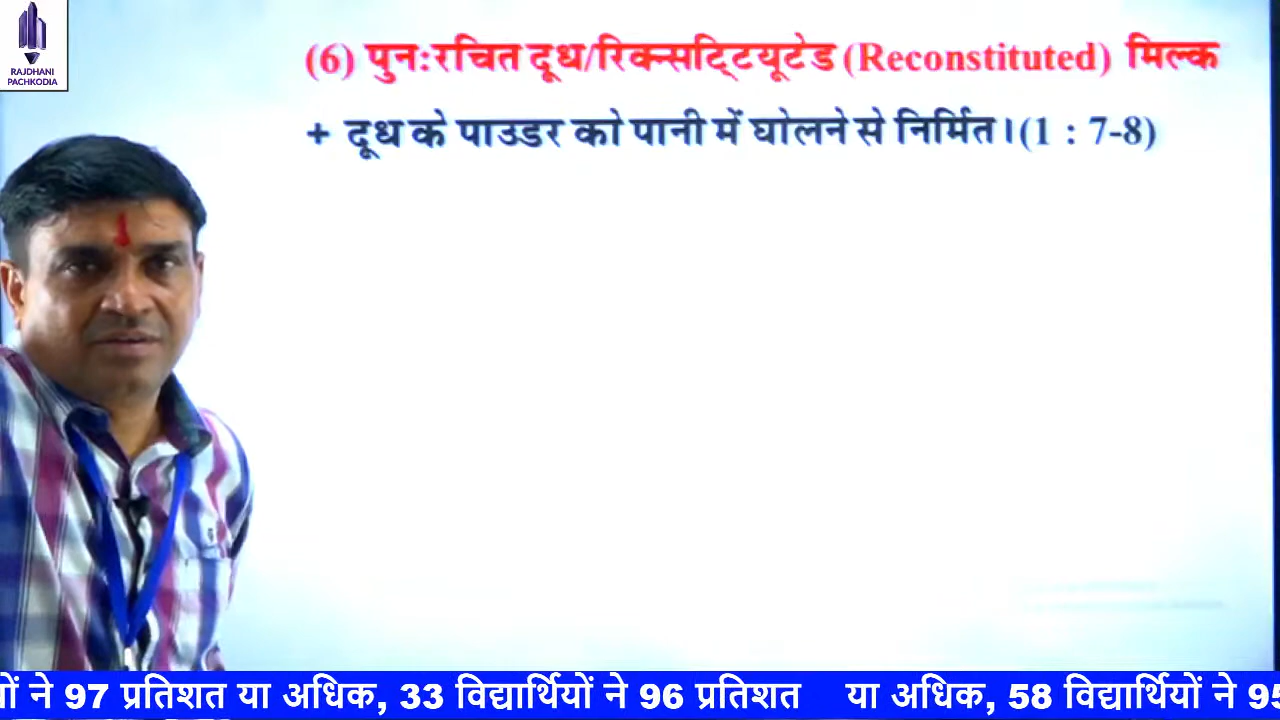 RAJDHANI
PACHKODIA
(6) पुनःरचित दूध/रिक्न्सटि्टयूटेड (Reconstituted) मिल्क
+ दूध के पाउडर को पानी में घोलने से निर्मित। (1 : 7-8)
ों ने 97 प्रतिशत या अधिक, 33 विद्यार्थियों ने 96 प्रतिशत या अधिक, 58 विद्यार्थियों ने 95